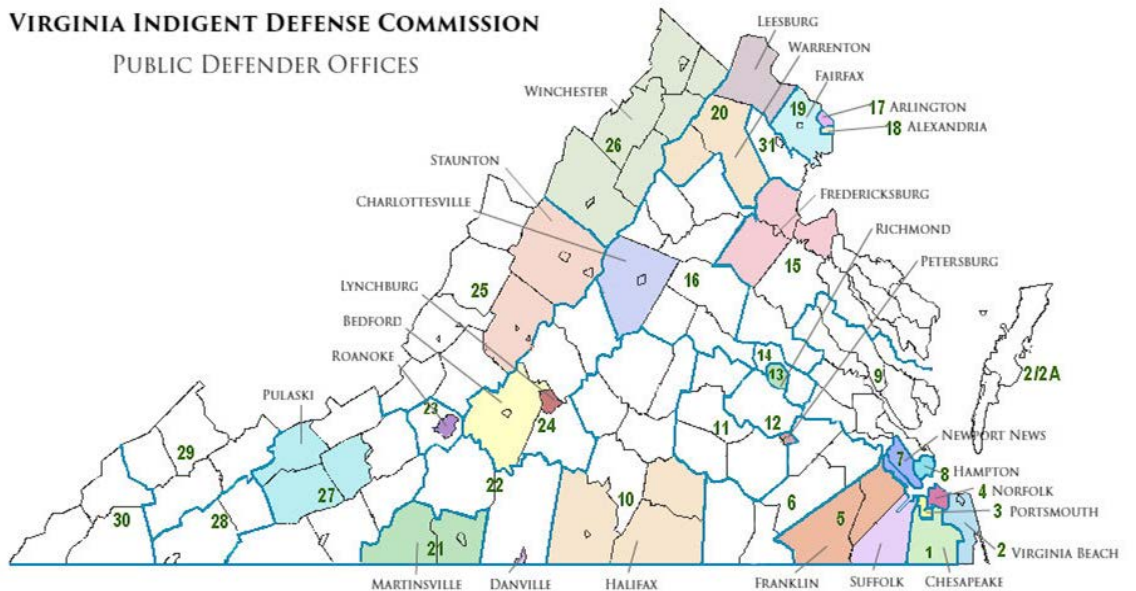 VIRGINIA INDIGENT DEFENSE COMMISSION
PUBLIC DEFENDER OFFICES
LEESBURG
WARRENTON
FAIRFAX
WINCHESTER
20
19
17 ARLINGTON
18 ALEXANDRIA
31
26
STAUNTON
FREDERICKSBURG
CHARLOTTESVILLE
RICHMOND
PETERSBURG
15
16
25
LYNCHBURG
BEDFORD
ROANOKE
14
13
9
2/2A
PULASKI
23
24
12
11
29
NEWPORT NEWS
7
HAMPTON
8
27
22
10
6
4 NORFOLK
3 PORTSMOUTH
30
28
5
21
1
2 VIRGINIA BEACH
MARTINSVILLE
DANVILLE
HALIFAX
FRANKLIN
SUFFOLK
CHESAPEAKE